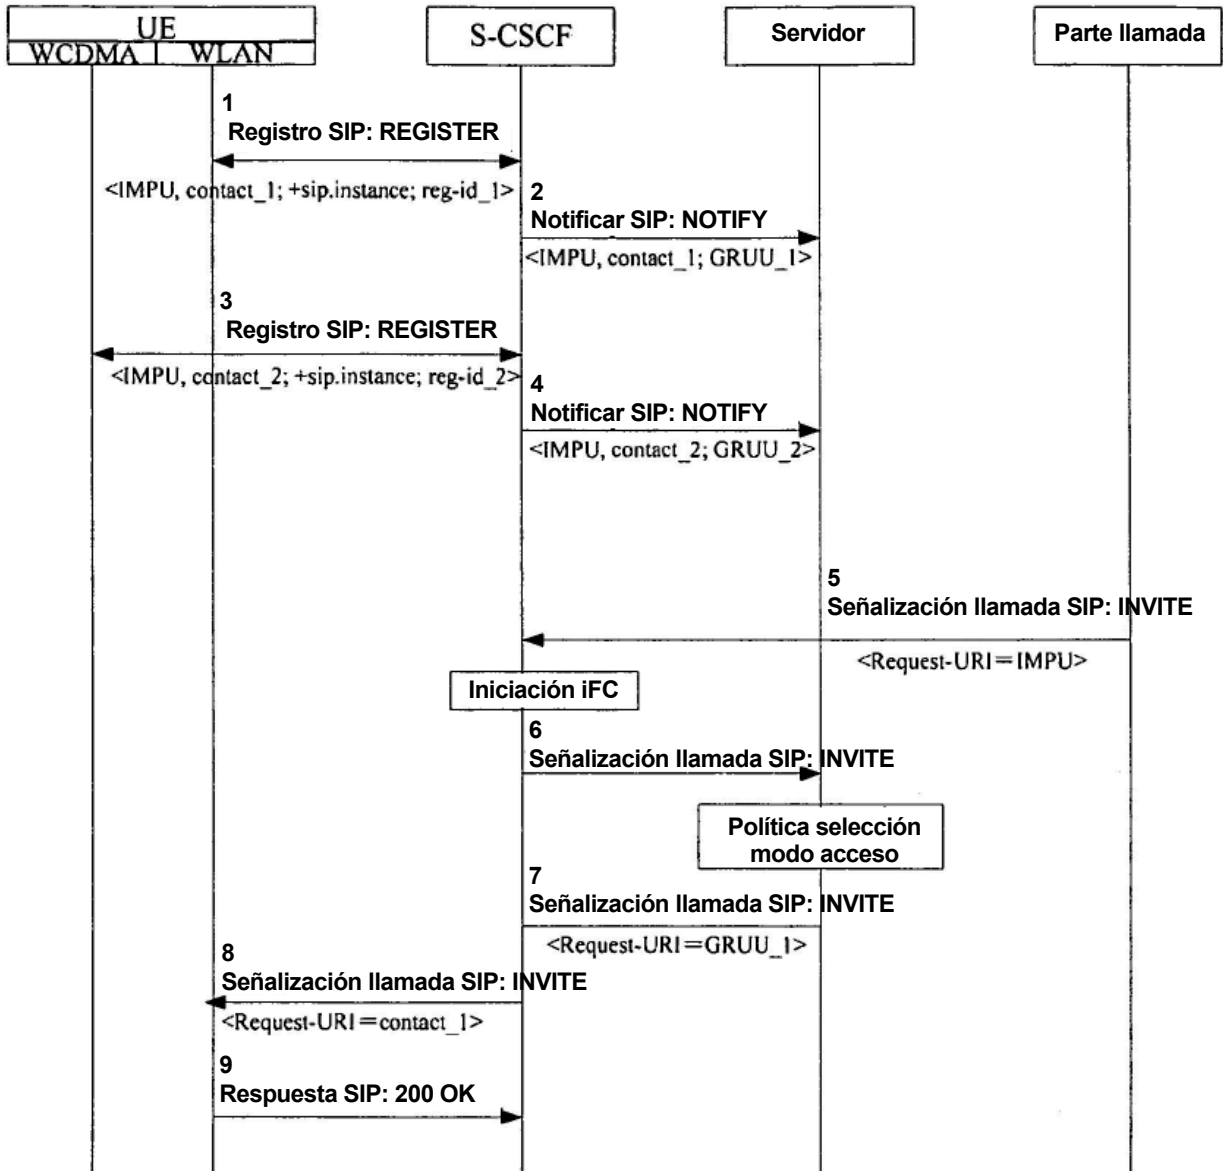 UE
WCDMA WLAN
S-CSCF
Servidor
Parte llamada
1
Registro SIP: REGISTER
<IMPU, contact_1; +sip.instance; reg-id_1>
2
Notificar SIP: NOTIFY
<IMPU, contact_1; GRUU_1>
3
Registro SIP: REGISTER
<IMPU, contact_2; +sip.instance; reg-id_2>
4
Notificar SIP: NOTIFY
<IMPU, contact_2; GRUU_2>
5
Señalización llamada SIP: INVITE
<Request-URI=IMPU>
Iniciación iFC
6
Señalización llamada SIP: INVITE
Política selección
modo acceso
7
Señalización llamada SIP: INVITE
<Request-URI=GRUU_1>
8
Señalización llamada SIP: INVITE
<Request-URI=contact_1>
9
Respuesta SIP: 200 OK